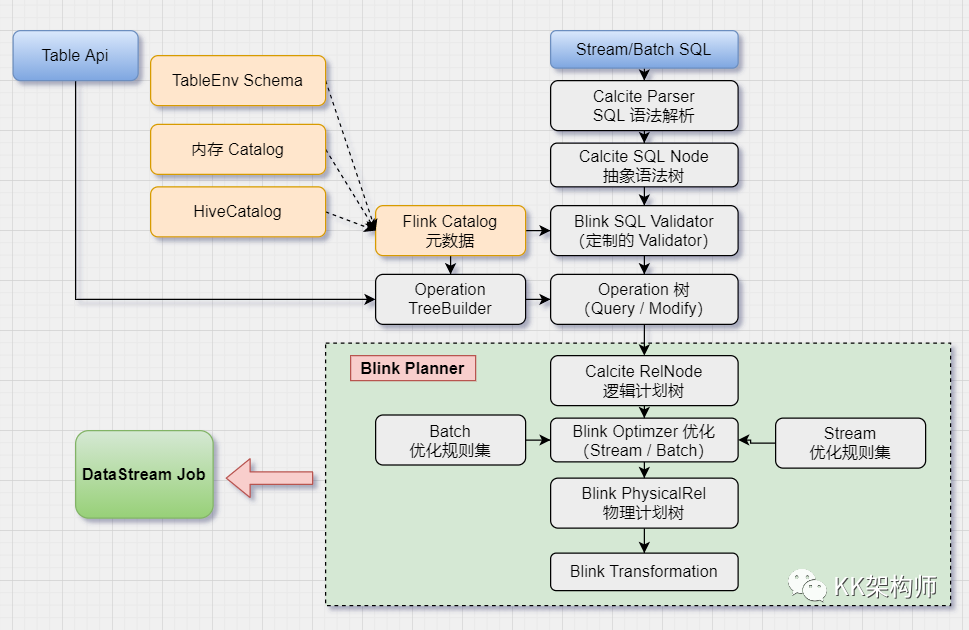 Table Api
Stream/Batch SQL
TableEnv Schema
Calcite Parser
SQL 语法解析
内存 Catalog
Calcite SQL Node
抽象语法树
HiveCatalog
Flink Catalog
元数据
Blink SQL Validator
(定制的 Validator)
Operation
TreeBuilder
Operation 树
(Query / Modify)
Blink Planner
Calcite RelNode
逻辑计划树
Batch
优化规则集
Blink Optimzer 优化
(Stream / Batch)
Stream
优化规则集
DataStream Job
Blink PhysicalRel
物理计划树
Blink Transformation
KK架构师